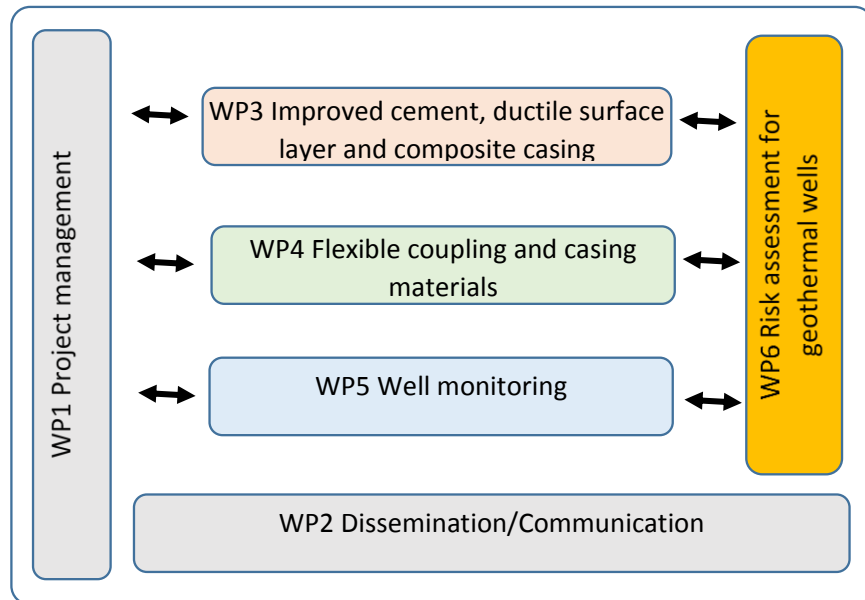 WP1 Project management
WP3 Improved cement, ductile surface
layer and composite casing
WP4 Flexible coupling and casing
materials
WP5 Well monitoring
WP6 Risk assessment for
geothermal wells
WP2 Dissemination/Communication